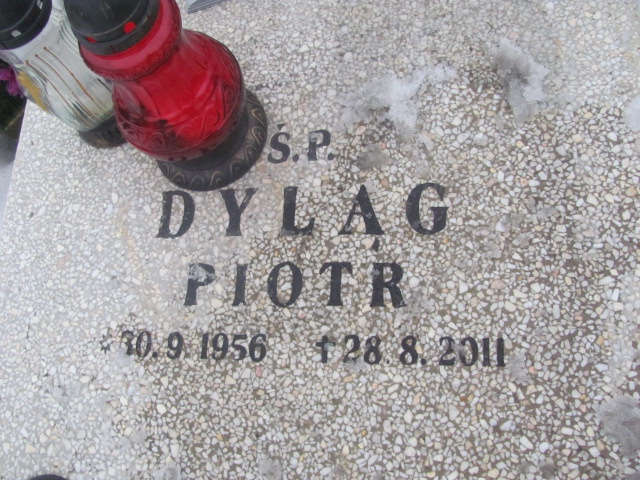 Ś.P.
DYLĄG
PIOTR
* 30.9.1956 † 28.8.2011